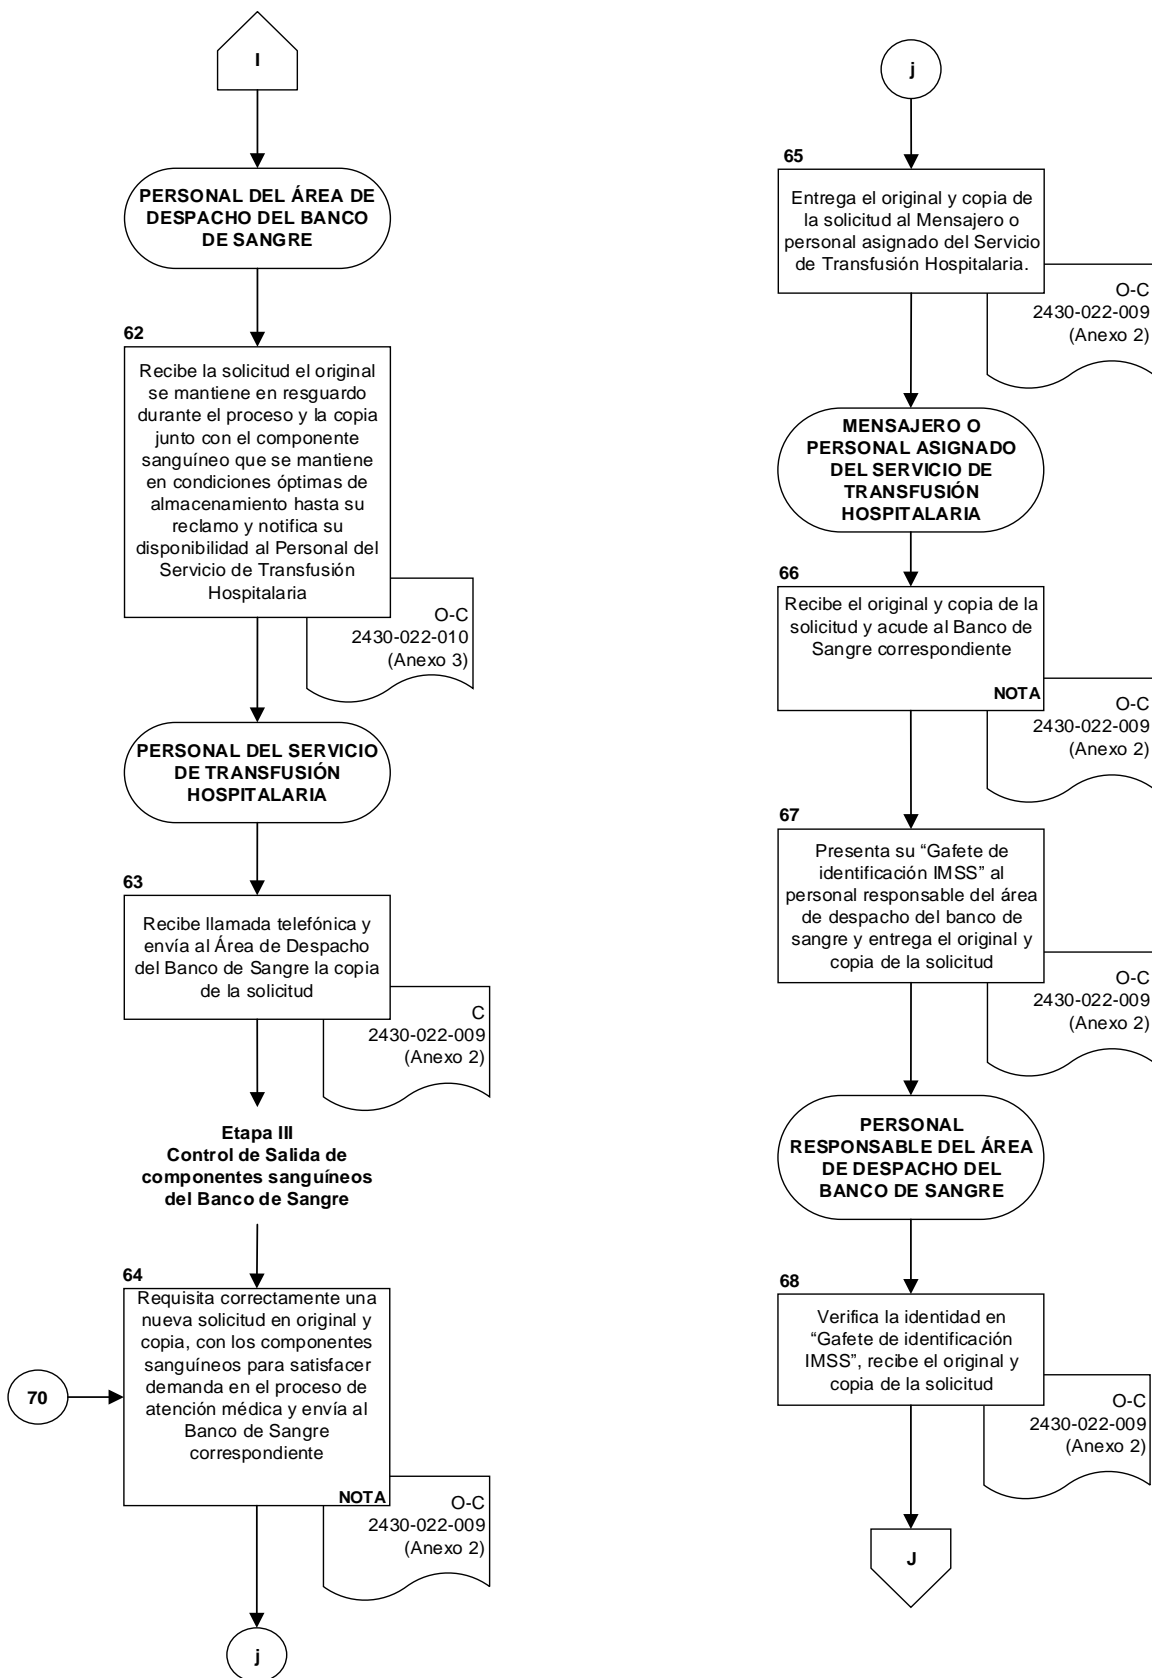 I
PERSONAL DEL ÁREA DE
DESPACHO DEL BANCO
DE SANGRE
62
Recibe la solicitud el original
se mantiene en resguardo
durante el proceso y la copia
junto con el componente
sanguíneo que se mantiene
en condiciones óptimas de
almacenamiento hasta su
reclamo y notifica su
disponibilidad al Personal del
Servicio de Transfusión
Hospitalaria
O-C
2430-022-010
(Anexo 3)
PERSONAL DEL SERVICIO
DE TRANSFUSIÓN
HOSPITALARIA
63
Recibe llamada telefónica y
envía al Área de Despacho
del Banco de Sangre la copia
de la solicitud
C
2430-022-009
(Anexo 2)
Etapa III
Control de Salida de
componentes sanguíneos
del Banco de Sangre
64
Requisita correctamente una
nueva solicitud en original y
copia, con los componentes
sanguíneos para satisfacer
demanda en el proceso de
atención médica y envía al
Banco de Sangre
correspondiente
NOTA
70
O-C
2430-022-009
(Anexo 2)
j
j
65
Entrega el original y copia de
la solicitud al Mensajero o
personal asignado del Servicio
de Transfusión Hospitalaria.
O-C
2430-022-009
(Anexo 2)
MENSAJERO O
PERSONAL ASIGNADO
DEL SERVICIO DE
TRANSFUSIÓN
HOSPITALARIA
66
Recibe el original y copia de la
solicitud y acude al Banco de
Sangre correspondiente
NOTA
O-C
2430-022-009
(Anexo 2)
67
Presenta su “Gafete de
identificación IMSS” al
personal responsable del área
de despacho del banco de
sangre y entrega el original y
copia de la solicitud
O-C
2430-022-009
(Anexo 2)
PERSONAL
RESPONSABLE DEL ÁREA
DE DESPACHO DEL
BANCO DE SANGRE
68
Verifica la identidad en
“Gafete de identificación
IMSS”, recibe el original y
copia de la solicitud
O-C
2430-022-009
(Anexo 2)
J